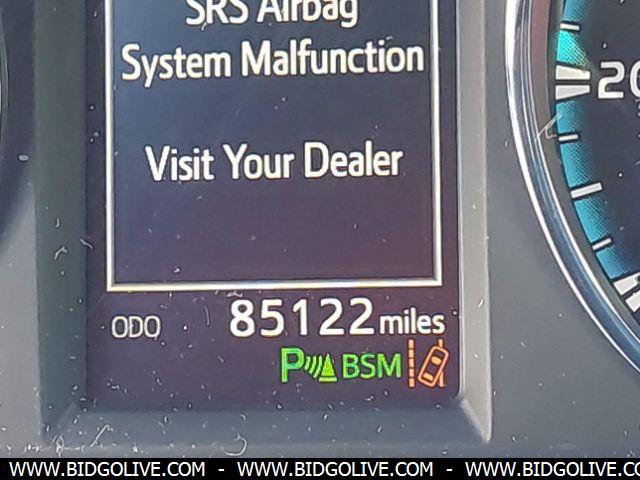 SRS Airbag
System Malfunction
Visit Your Dealer
20
ODO 85122 miles
P BSM
WWW.BIDGOLIVE.COM - WWW.BIDGOLIVE.COM - WWW.BIDGOLIVE.COM